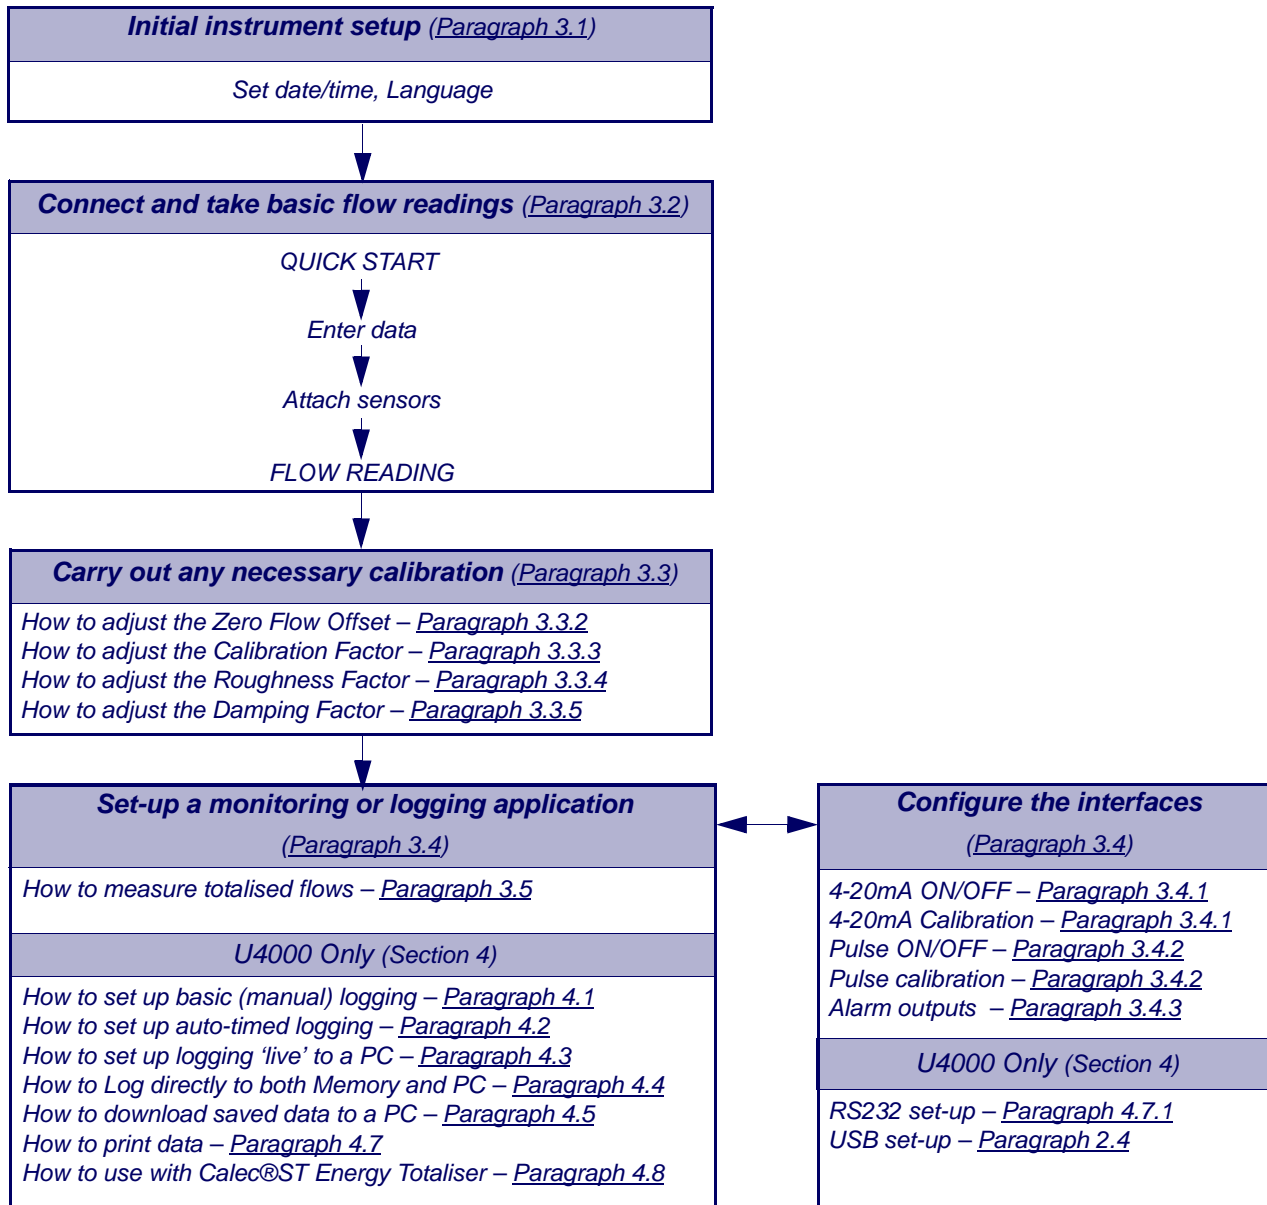 Initial instrument setup (Paragraph 3.1)
Set date/time, Language
Connect and take basic flow readings (Paragraph 3.2)
QUICK START
Enter data
Attach sensors
FLOW READING
Carry out any necessary calibration (Paragraph 3.3)
How to adjust the Zero Flow Offset – Paragraph 3.3.2
How to adjust the Calibration Factor – Paragraph 3.3.3
How to adjust the Roughness Factor – Paragraph 3.3.4
How to adjust the Damping Factor – Paragraph 3.3.5
Set-up a monitoring or logging application
(Paragraph 3.4)
How to measure totalised flows – Paragraph 3.5
U4000 Only (Section 4)
How to set up basic (manual) logging – Paragraph 4.1
How to set up auto-timed logging – Paragraph 4.2
How to set up logging ‘live’ to a PC – Paragraph 4.3
How to Log directly to both Memory and PC – Paragraph 4.4
How to download saved data to a PC – Paragraph 4.5
How to print data – Paragraph 4.7
How to use with Calec®ST Energy Totaliser – Paragraph 4.8
Configure the interfaces
(Paragraph 3.4)
4-20mA ON/OFF – Paragraph 3.4.1
4-20mA Calibration – Paragraph 3.4.1
Pulse ON/OFF – Paragraph 3.4.2
Pulse calibration – Paragraph 3.4.2
Alarm outputs – Paragraph 3.4.3
U4000 Only (Section 4)
RS232 set-up – Paragraph 4.7.1
USB set-up – Paragraph 2.4